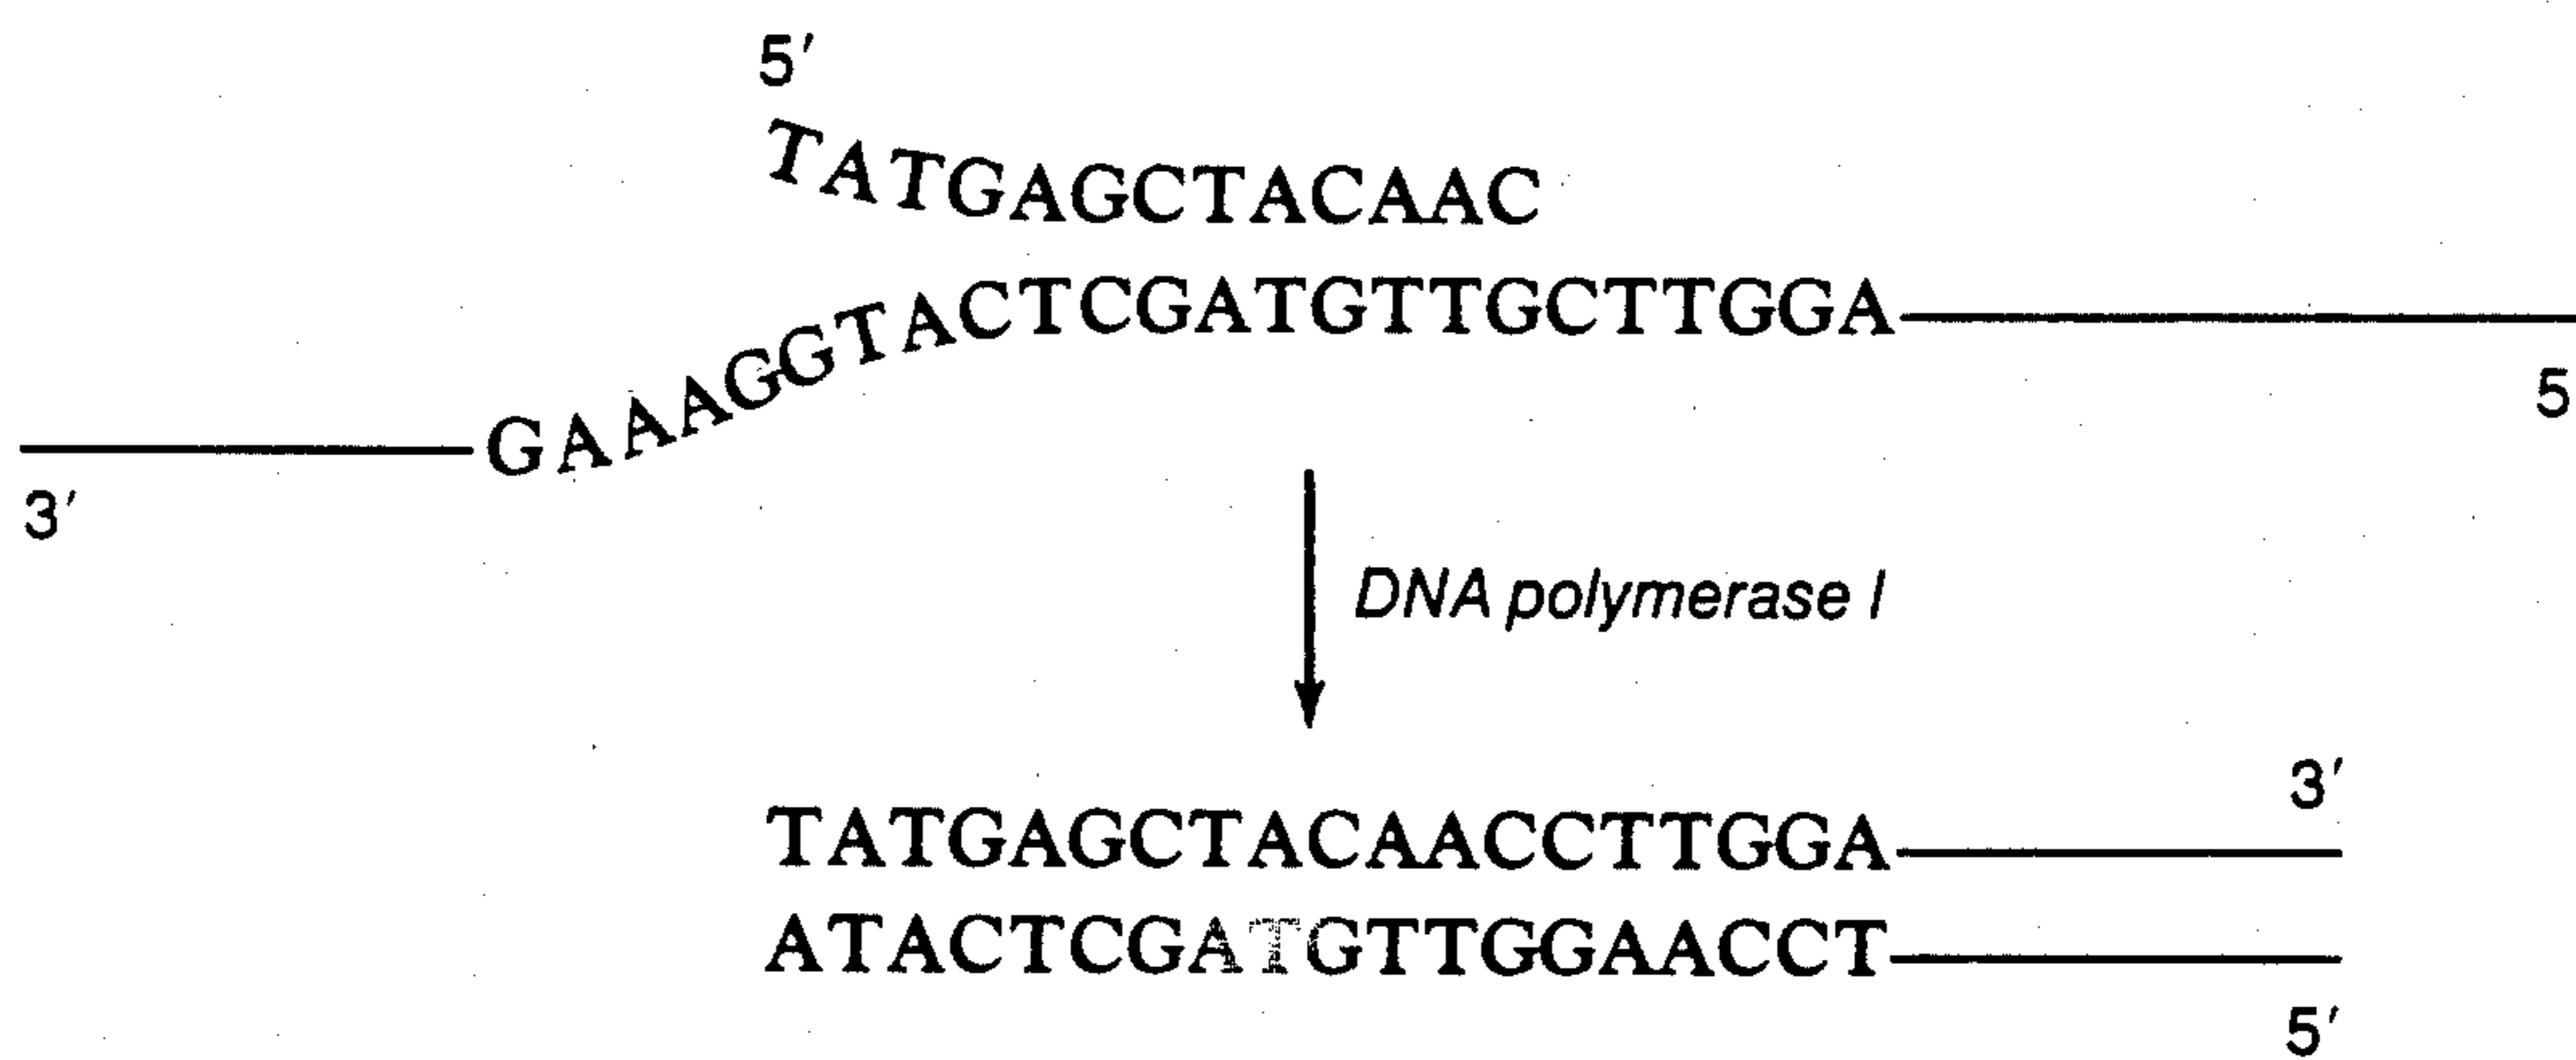 5′
TATGAGCTACAAC
GAAAGGTACTCGATGTTGCTTGGA
5
3′
DNA polymerase I
3′
TATGAGCTACAACCTTGGA
ATACTCGATGTTGGAACCT
5′